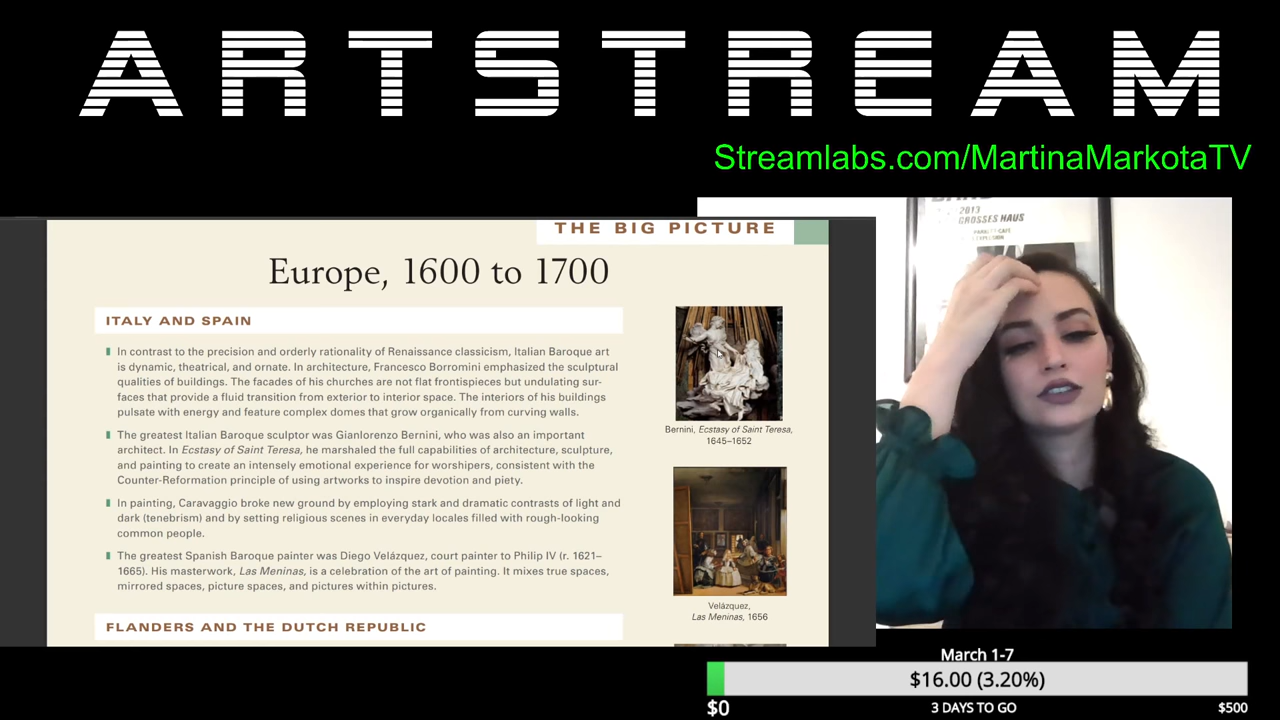 ARTSTREAM
Streamlabs.com/MartinaMarkotaTV
THE BIG PICTURE
Europe, 1600 to 1700
ITALY AND SPAIN
In contrast to the precision and orderly rationality of Renaissance classicism, Italian Baroque art
is dynamic, theatrical, and ornate. In architecture, Francesco Borromini emphasized the sculptural
qualities of buildings. The facades of his churches are not flat frontispieces but undulating sur-
faces that provide a fluid transition from exterior to interior space. The interiors of his buildings
pulsate with energy and feature complex domes that grow organically from curving walls.
The greatest Italian Baroque sculptor was Gianlorenzo Bernini, who was also an important
architect. In Ecstasy of Saint Teresa, he marshaled the full capabilities of architecture, sculpture,
and painting to create an intensely emotional experience for worshipers, consistent with the
Counter-Reformation principle of using artworks to inspire devotion and piety.
In painting, Caravaggio broke new ground by employing stark and dramatic contrasts of light and
dark (tenebrism) and by setting religious scenes in everyday locales filled with rough-looking
common people.
The greatest Spanish Baroque painter was Diego Velázquez, court painter to Philip IV (r. 1621–
1665). His masterwork, Las Meninas, is a celebration of the art of painting. It mixes true spaces,
mirrored spaces, picture spaces, and pictures within pictures.
FLANDERS AND THE DUTCH REPUBLIC
Bernini, Ecstasy of Saint Teresa,
1645–1652
Velázquez,
Las Meninas, 1656
2013
GROSSES HAUS
March 1-7
$16.00 (3.20%)
$0
3 DAYS TO GO
$500